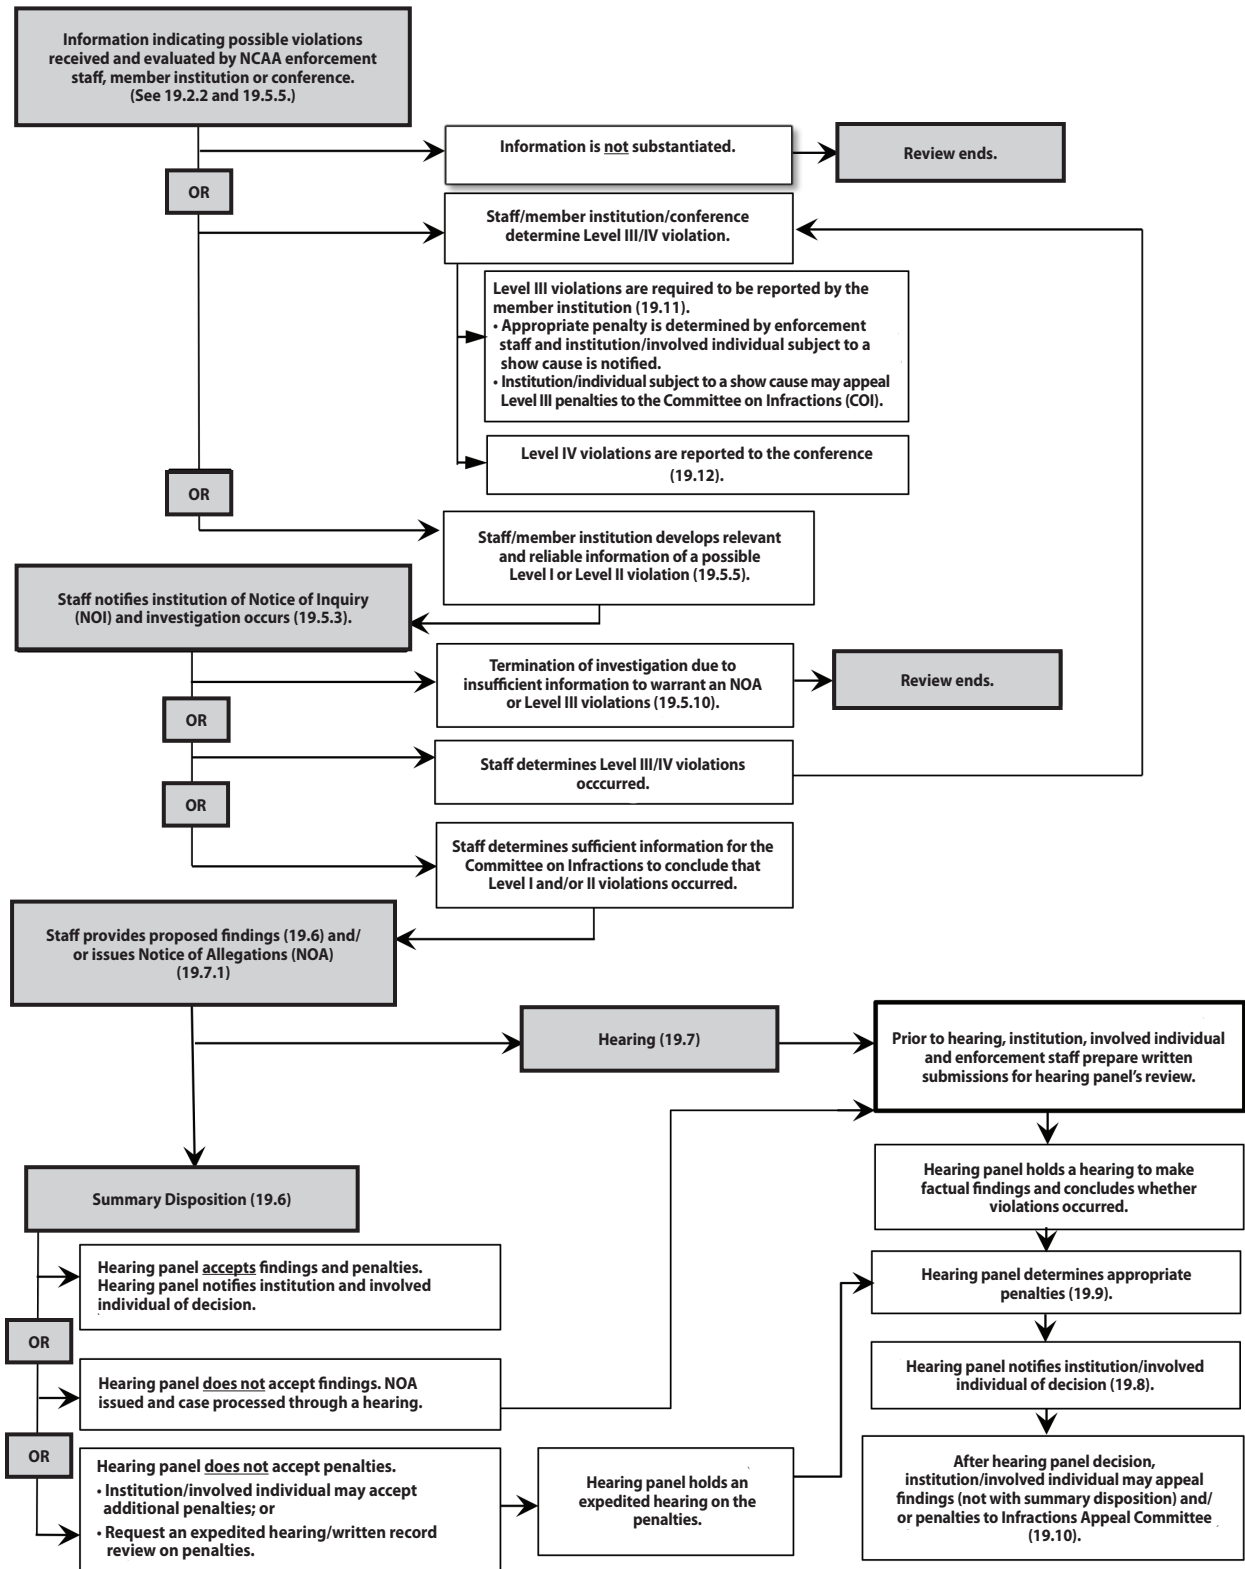 Information indicating possible violations
received and evaluated by NCAA enforcement
staff, member institution or conference.
(See 19.2.2 and 19.5.5.)
Information is not substantiated.
Review ends.
OR
Staff/member institution/conference
determine Level III/IV violation.
Level III violations are required to be reported by the
member institution (19.11).
• Appropriate penalty is determined by enforcement
staff and institution/involved individual subject to a
show cause is notified.
• Institution/individual subject to a show cause may appeal
Level III penalties to the Committee on Infractions (COI).
Level IV violations are reported to the conference
(19.12).
OR
Staff/member institution develops relevant
and reliable information of a possible
Level I or Level II violation (19.5.5).
Staff notifies institution of Notice of Inquiry
(NOI) and investigation occurs (19.5.3).
Termination of investigation due to
insufficient information to warrant an NOA
or Level III violations (19.5.10).
Review ends.
OR
Staff determines Level III/IV violations
occcurred.
OR
Staff determines sufficient information for the
Committee on Infractions to conclude that
Level I and/or II violations occurred.
Staff provides proposed findings (19.6) and/
or issues Notice of Allegations (NOA)
(19.7.1)
Hearing (19.7)
Prior to hearing, institution, involved individual
and enforcement staff prepare written
submissions for hearing panel's review.
Hearing panel holds a hearing to make
factual findings and concludes whether
violations occurred.
Summary Disposition (19.6)
Hearing panel accepts findings and penalties.
Hearing panel notifies institution and involved
individual of decision.
Hearing panel determines appropriate
penalties (19.9).
OR
Hearing panel does not accept findings. NOA
issued and case processed through a hearing.
Hearing panel notifies institution/involved
individual of decision (19.8).
OR
Hearing panel does not accept penalties.
• Institution/involved individual may accept
additional penalties; or
• Request an expedited hearing/written record
review on penalties.
Hearing panel holds an
expedited hearing on the
penalties.
After hearing panel decision,
institution/involved individual may appeal
findings (not with summary disposition) and/
or penalties to Infractions Appeal Committee
(19.10).